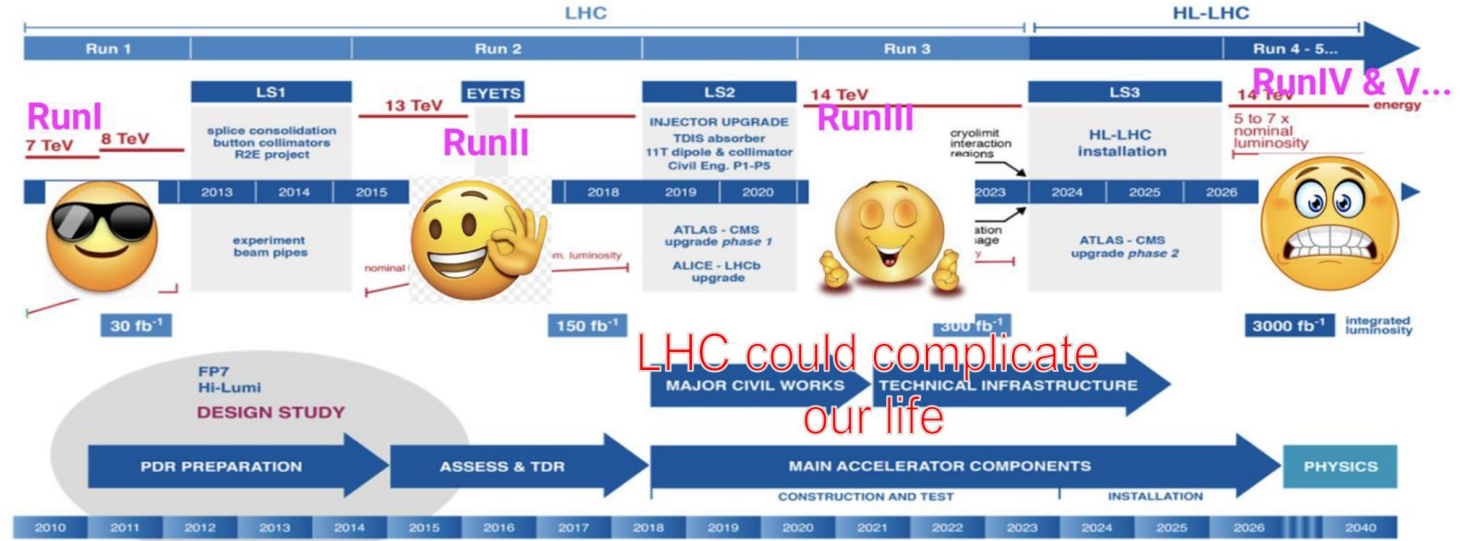 LHC
HL-LHC
Run 1
Run 2
Run 3
Run 4 - 5...
LS1
EYETS
LS2
LS3
RunI
RunII
RunIII
RunIV & V...
7 TeV
8 TeV
13 TeV
14 TeV
14 TeV
energy
splice consolidation
button collimators
R2E project
INJECTOR UPGRADE
TDIS absorber
11T dipole & collimator
Civil Eng. P1-P5
cryolimit
interaction
regions
HL-LHC
installation
5 to 7 x
nominal
luminosity
2013
2014
2015
2018
2019
2020
2023
2024
2025
2026
experiment
beam pipes
nominal
luminosity
ATLAS - CMS
upgrade phase 1
ALICE - LHCb
upgrade
ATLAS - CMS
upgrade phase 2
30 fb-1
150 fb-1
300 fb-1
3000 fb-1
integrated
luminosity
LHC could complicate
our life
FP7
Hi-Lumi
DESIGN STUDY
MAJOR CIVIL WORKS
TECHNICAL INFRASTRUCTURE
PDR PREPARATION
ASSESS & TDR
MAIN ACCELERATOR COMPONENTS
PHYSICS
CONSTRUCTION AND TEST
INSTALLATION
2010 2011 2012 2013 2014 2015 2016 2017 2018 2019 2020 2021 2022 2023 2024 2025 2026 2040